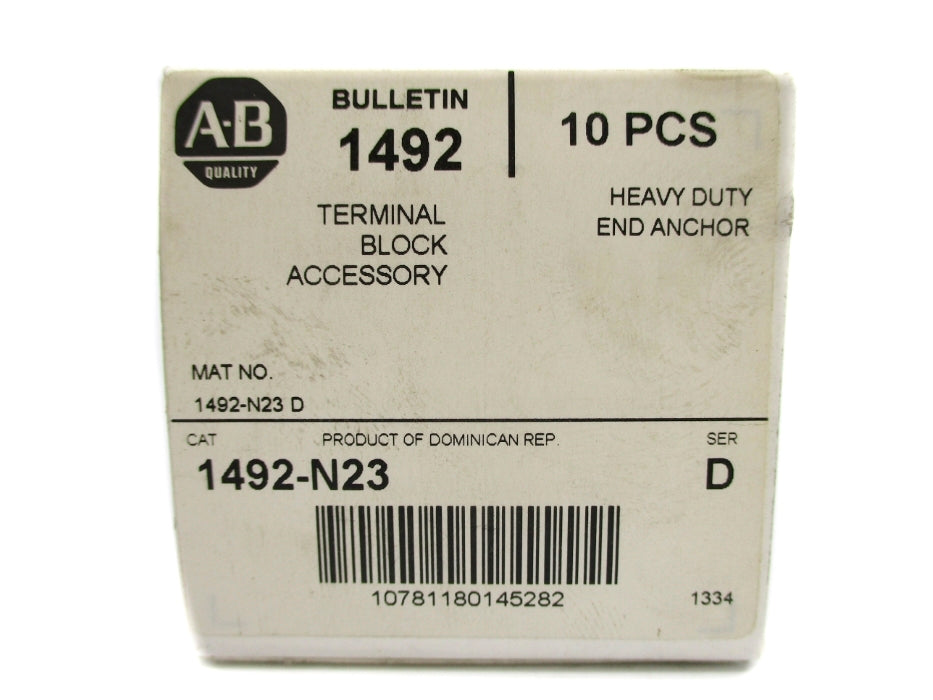 A-B
QUALITY
BULLETIN
1492
TERMINAL
BLOCK
ACCESSORY
10 PCS
HEAVY DUTY
END ANCHOR
MAT NO.
1492-N23 D
CAT PRODUCT OF DOMINICAN REP. SER
1492-N23 D
10781180145282 1334